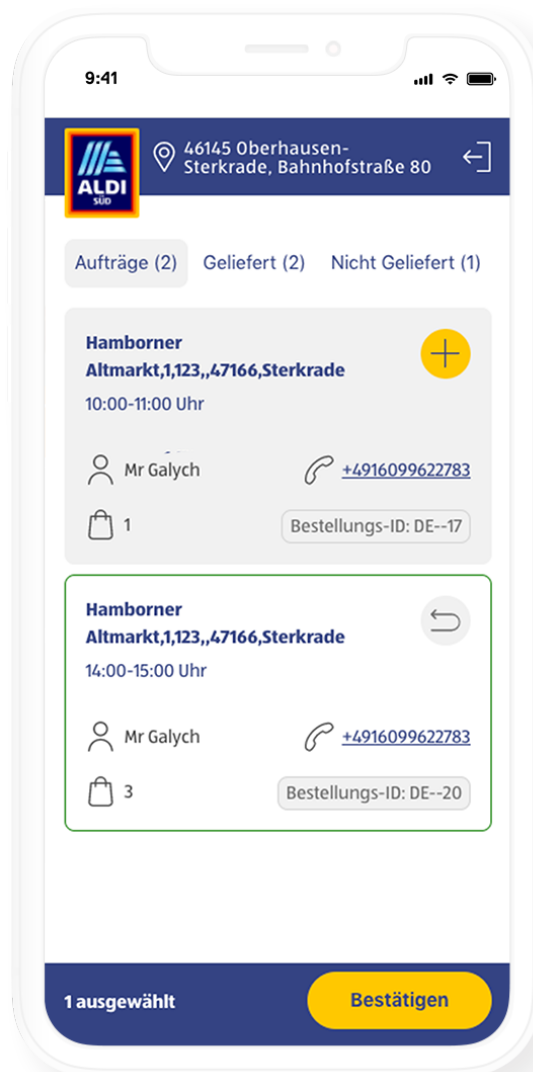 9:41
ALDI
SÜD
46145 Oberhausen-
Sterkrade, Bahnhofstraße 80
Aufträge (2) Geliefert (2) Nicht Geliefert (1)
Hamborner
Altmarkt,1,123,,47166,Sterkrade
10:00-11:00 Uhr
Mr Galych +4916099622783
1 Bestellungs-ID: DE--17
Hamborner
Altmarkt,1,123,,47166,Sterkrade
14:00-15:00 Uhr
Mr Galych +4916099622783
3 Bestellungs-ID: DE--20
1 ausgewählt Bestätigen